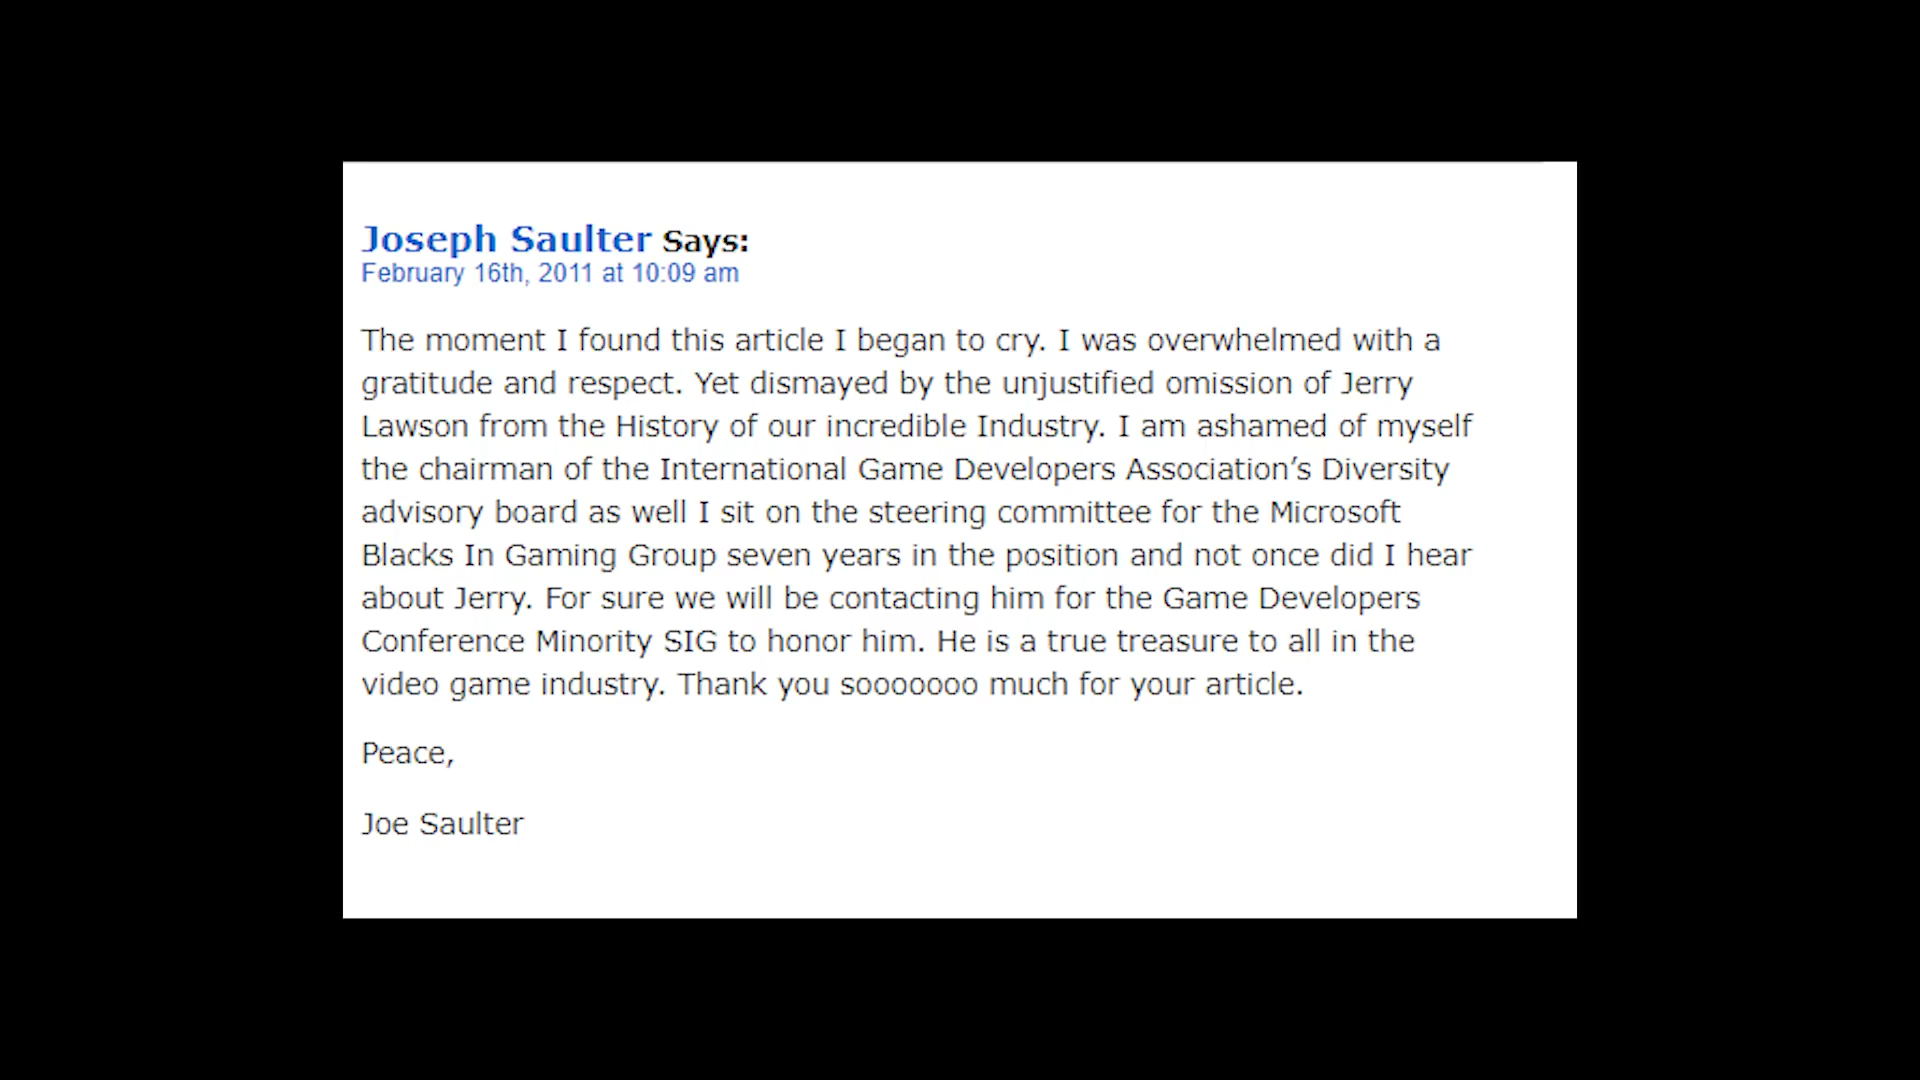 Joseph Saulter Says:
February 16th, 2011 at 10:09 am
The moment I found this article I began to cry. I was overwhelmed with a
gratitude and respect. Yet dismayed by the unjustified omission of Jerry
Lawson from the History of our incredible Industry. I am ashamed of myself
the chairman of the International Game Developers Association’s Diversity
advisory board as well I sit on the steering committee for the Microsoft
Blacks In Gaming Group seven years in the position and not once did I hear
about Jerry. For sure we will be contacting him for the Game Developers
Conference Minority SIG to honor him. He is a true treasure to all in the
video game industry. Thank you sooooooo much for your article.
Peace,
Joe Saulter